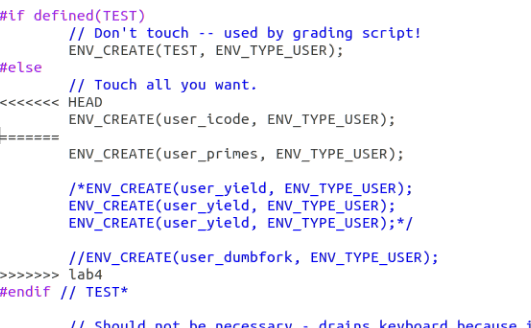 #if defined(TEST)
// Don't touch -- used by grading script!
ENV_CREATE(TEST, ENV_TYPE_USER);
#else
// Touch all you want.
<<<<<<< HEAD
ENV_CREATE(user_icode, ENV_TYPE_USER);
=======
ENV_CREATE(user_primes, ENV_TYPE_USER);
/*ENV_CREATE(user_yield, ENV_TYPE_USER);
ENV_CREATE(user_yield, ENV_TYPE_USER);
ENV_CREATE(user_yield, ENV_TYPE_USER);*/
//ENV_CREATE(user_dumbfork, ENV_TYPE_USER);
>>>>>>> lab4
#endif // TEST*
// Should not be necessary - drains keyboard because